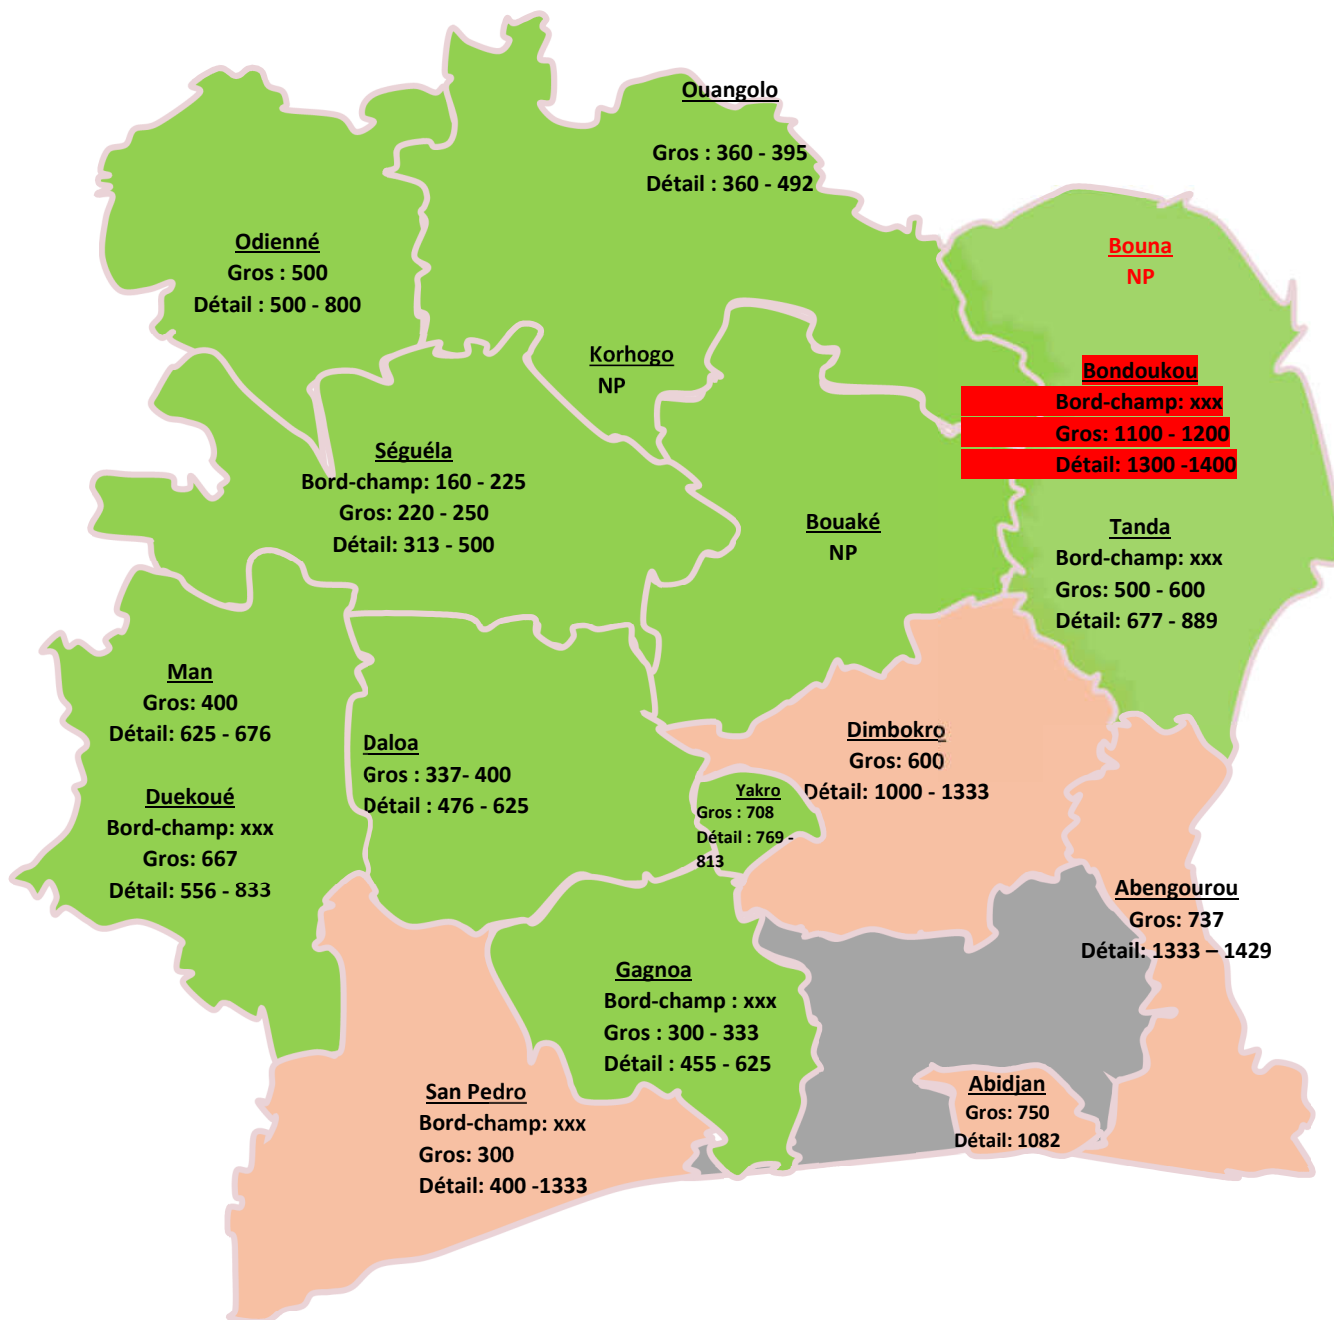 Ouangolo
Gros : 360 - 395
Détail : 360 - 492
Odienné
Gros : 500
Détail : 500 - 800
Bouna
NP
Korhogo
NP
Bondoukou
Bord-champ: xxx
Gros: 1100 - 1200
Détail: 1300 -1400
Séguéla
Bord-champ: 160 - 225
Gros: 220 - 250
Détail: 313 - 500
Bouaké
NP
Tanda
Bord-champ: xxx
Gros: 500 - 600
Détail: 677 - 889
Man
Gros: 400
Détail: 625 - 676
Daloa
Gros : 337- 400
Détail : 476 - 625
Dimbokro
Gros: 600
Détail: 1000 - 1333
Yakro
Gros : 708
Détail : 769 -
813
Duekoué
Bord-champ: xxx
Gros: 667
Détail: 556 - 833
Abengourou
Gros: 737
Détail: 1333 – 1429
Gagnoa
Bord-champ : xxx
Gros : 300 - 333
Détail : 455 - 625
San Pedro
Bord-champ: xxx
Gros: 300
Détail: 400 -1333
Abidjan
Gros: 750
Détail: 1082